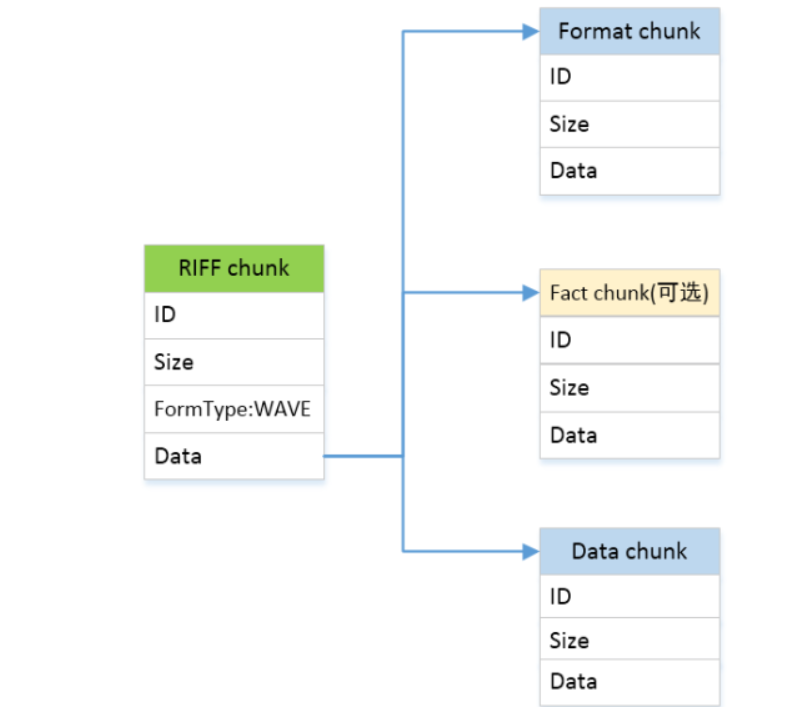 Format chunk
ID
Size
Data
RIFF chunk
ID
Size
FormType:WAVE
Data
Fact chunk(可选)
ID
Size
Data
Data chunk
ID
Size
Data